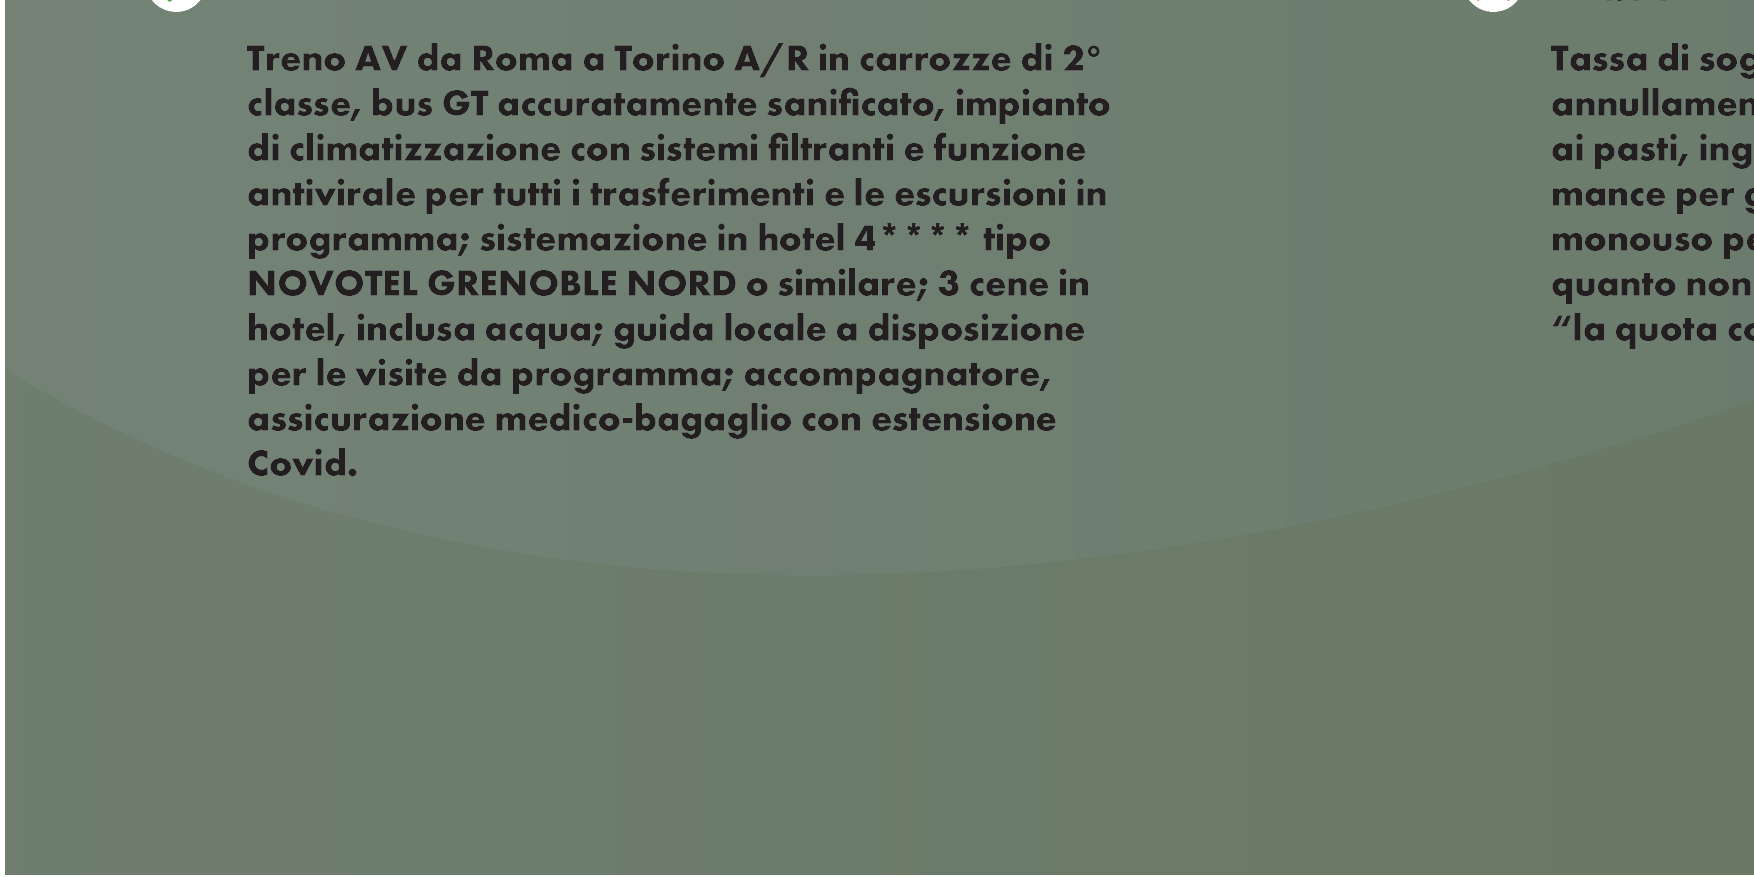 Treno AV da Roma a Torino A/R in carrozze di 2°
classe, bus GT accuratamente sanificato, impianto
di climatizzazione con sistemi filtranti e funzione
antivirale per tutti i trasferimenti e le escursioni in
programma; sistemazione in hotel 4**** tipo
NOVOTEL GRENOBLE NORD o similare; 3 cene in
hotel, inclusa acqua; guida locale a disposizione
per le visite da programma; accompagnatore,
assicurazione medico-bagaglio con estensione
Covid.
Tassa di
ai pasti,
mance per
monouso
quanto non
“la quota